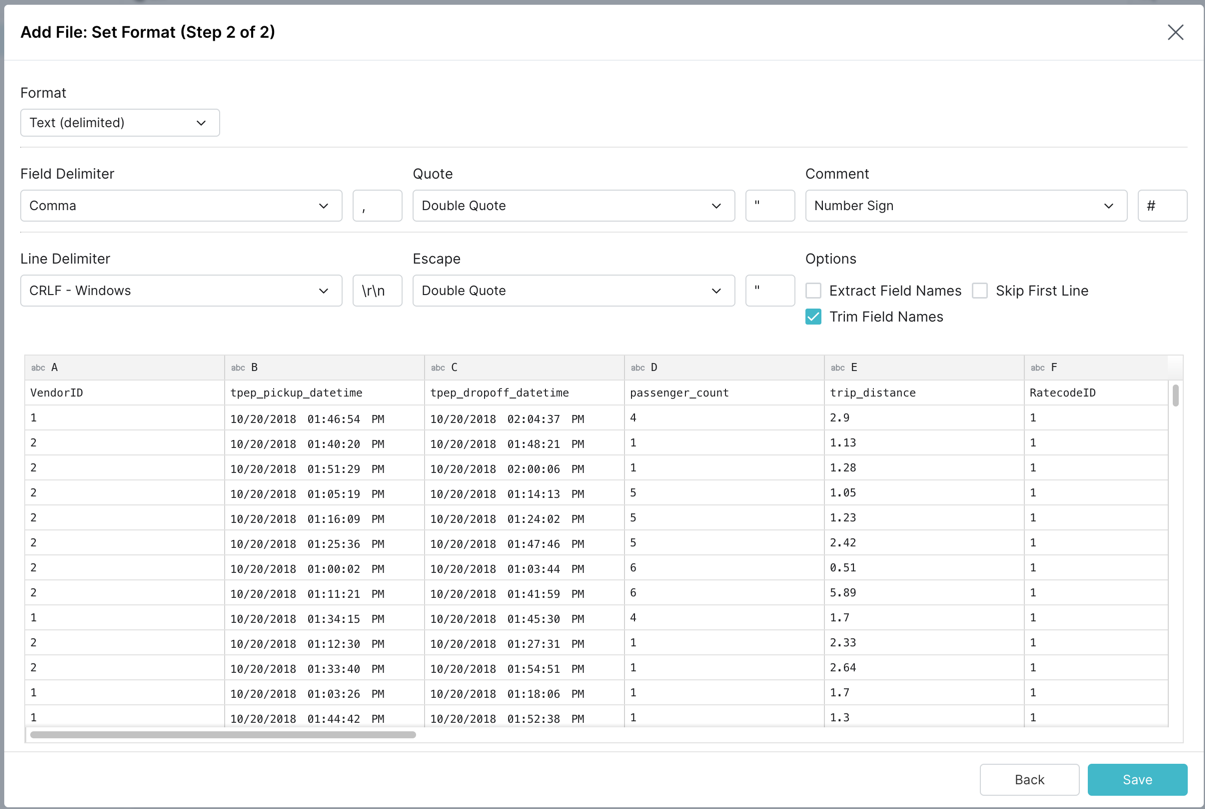 Add File: Set Format (Step 2 of 2)
Format
Text (delimited)
Field Delimiter Quote Comment
Comma , Double Quote " Number Sign #
Line Delimiter Escape Options
CRLF - Windows \r\n Double Quote " Extract Field Names Skip First Line
Trim Field Names
abc A abc B abc C abc D abc E abc F
VendorID tpep_pickup_datetime tpep_dropoff_datetime passenger_count trip_distance RatecodeID
1 10/20/2018 01:46:54 PM 10/20/2018 02:04:37 PM 4 2.9 1
2 10/20/2018 01:40:20 PM 10/20/2018 01:48:21 PM 1 1.13 1
2 10/20/2018 01:51:29 PM 10/20/2018 02:00:06 PM 1 1.28 1
2 10/20/2018 01:05:19 PM 10/20/2018 01:14:13 PM 5 1.05 1
2 10/20/2018 01:16:09 PM 10/20/2018 01:24:02 PM 5 1.23 1
2 10/20/2018 01:25:36 PM 10/20/2018 01:47:46 PM 5 2.42 1
2 10/20/2018 01:00:02 PM 10/20/2018 01:03:44 PM 6 0.51 1
2 10/20/2018 01:11:21 PM 10/20/2018 01:41:59 PM 6 5.89 1
1 10/20/2018 01:34:15 PM 10/20/2018 01:45:30 PM 4 1.7 1
2 10/20/2018 01:12:30 PM 10/20/2018 01:27:31 PM 1 2.33 1
2 10/20/2018 01:33:40 PM 10/20/2018 01:54:51 PM 1 2.64 1
1 10/20/2018 01:03:26 PM 10/20/2018 01:18:06 PM 1 1.7 1
1 10/20/2018 01:44:42 PM 10/20/2018 01:52:38 PM 1 1.3 1
Back Save